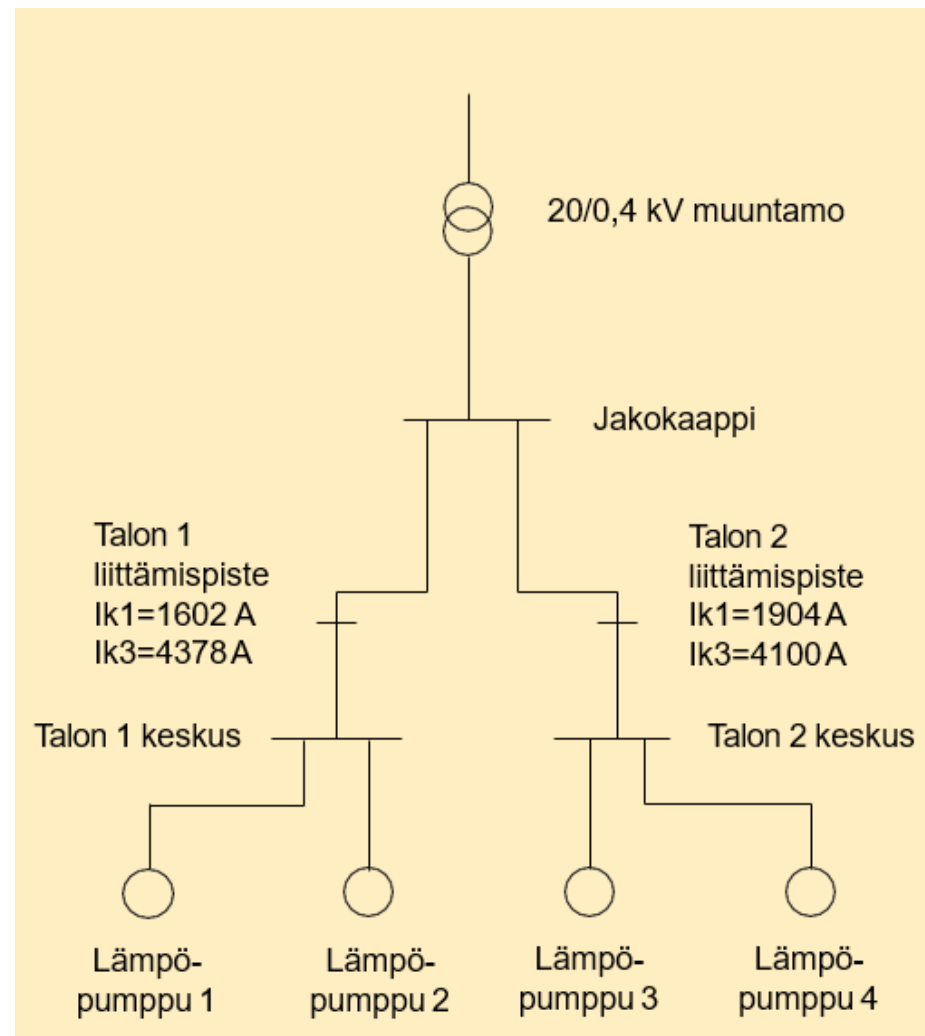 20/0,4 kV muuntamo
Jakokaappi
Talon 1
liittämispiste
Ik1=1602 A
Ik3=4378 A
Talon 2
liittämispiste
Ik1=1904 A
Ik3=4100 A
Talon 1 keskus
Talon 2 keskus
Lämpö-
pumppu 1
Lämpö-
pumppu 2
Lämpö-
pumppu 3
Lämpö-
pumppu 4